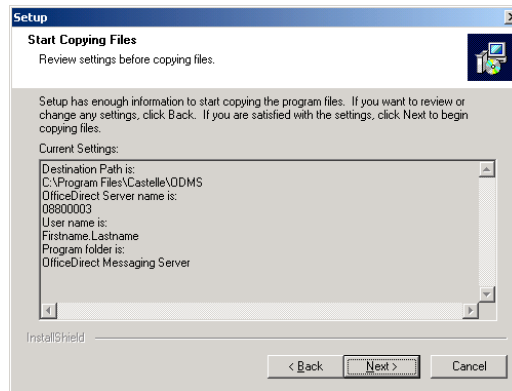 Setup
Start Copying Files
Review settings before copying files.
Setup has enough information to start copying the program files. If you want to review or
change any settings, click Back. If you are satisfied with the settings, click Next to begin
copying files.
Current Settings:
Destination Path is:
C:\Program Files\Castelle\ODMS
OfficeDirect Server name is:
08800003
User name is:
Firstname.Lastname
Program folder is:
OfficeDirect Messaging Server
InstallShield
< Back
Next >
Cancel